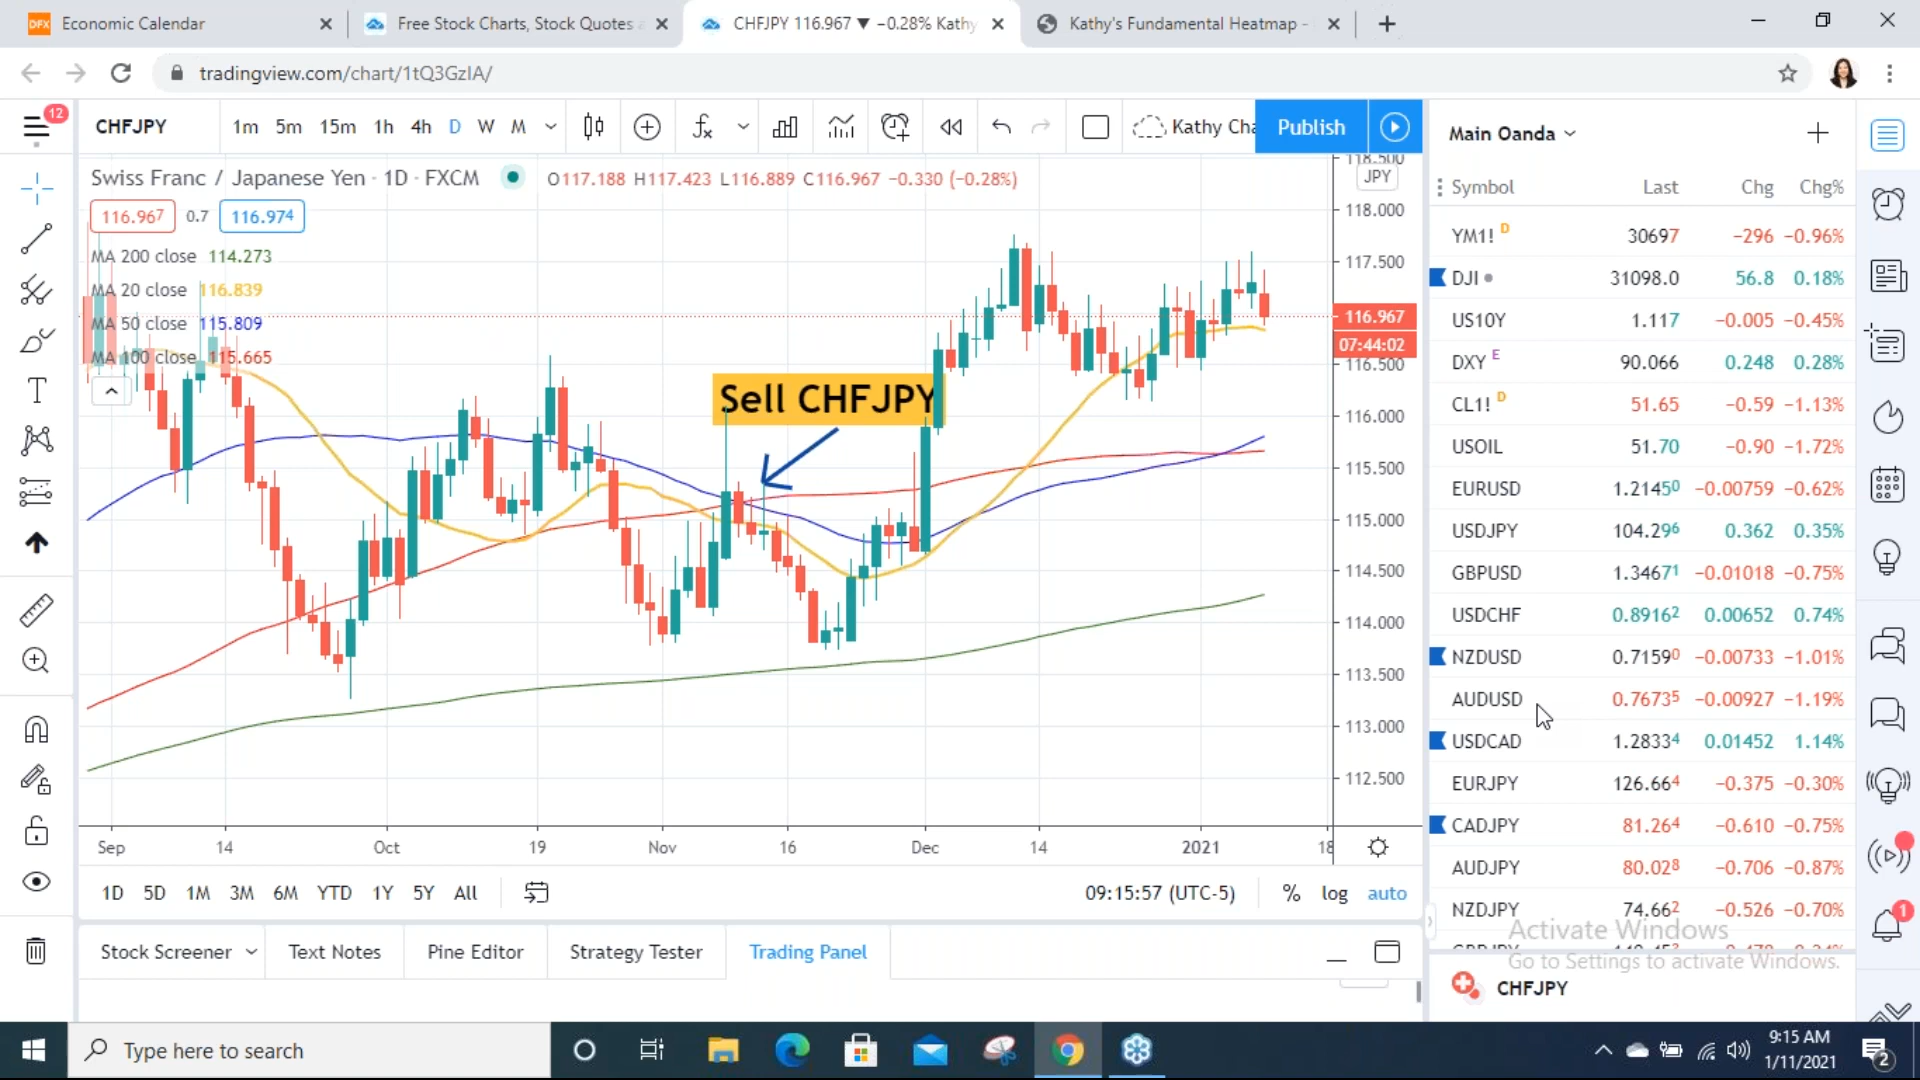 Economic Calendar
Free Stock Charts, Stock Quotes
CHFJPY 116.967 ▼ −0.28% Kathy
Kathy's Fundamental Heatmap -
tradingview.com/chart/1tQ3GzIA/
12
CHFJPY 1m 5m 15m 1h 4h D W M Kathy Cha Publish
Swiss Franc / Japanese Yen · 1D · FXCM O117.188 H117.423 L116.889 C116.967 −0.330 (−0.28%)
116.967 0.7 116.974
MA 200 close 114.273
MA 20 close 116.839
MA 50 close 115.809
MA 100 close 115.665
Sell CHFJPY
118.500
JPY
118.000
117.500
116.967
07:44:02
116.500
116.000
115.500
115.000
114.500
114.000
113.500
113.000
112.500
Sep 14 Oct 19 Nov 16 Dec 14 2021 18
1D 5D 1M 3M 6M YTD 1Y 5Y All 09:15:57 (UTC-5) % log auto
Stock Screener Text Notes Pine Editor Strategy Tester Trading Panel
Main Oanda
Symbol Last Chg Chg%
YM1! D 30697 −296 −0.96%
DJI 31098.0 56.8 0.18%
US10Y 1.117 −0.005 −0.45%
DXY E 90.066 0.248 0.28%
CL1! D 51.65 −0.59 −1.13%
USOIL 51.70 −0.90 −1.72%
EURUSD 1.21450 −0.00759 −0.62%
USDJPY 104.296 0.362 0.35%
GBPUSD 1.34671 −0.01018 −0.75%
USDCHF 0.89162 0.00652 0.74%
NZDUSD 0.71590 −0.00733 −1.01%
AUDUSD 0.76735 −0.00927 −1.19%
USDCAD 1.28334 0.01452 1.14%
EURJPY 126.664 −0.375 −0.30%
CADJPY 81.264 −0.610 −0.75%
AUDJPY 80.028 −0.706 −0.87%
NZDJPY 74.662 −0.526 −0.70%
Activate Windows
Go to Settings to activate Windows.
CHFJPY
1
Type here to search
9:15 AM
1/11/2021
2